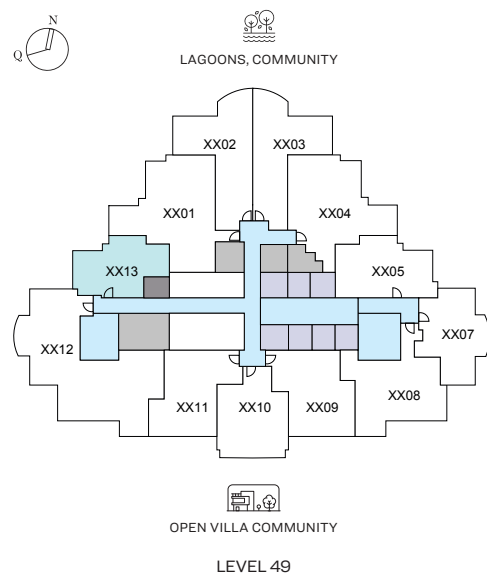 N
Q
LAGOONS, COMMUNITY
XX02
XX03
XX01
XX04
XX13
XX05
XX12
XX07
XX11
XX10
XX09
XX08
OPEN VILLA COMMUNITY
LEVEL 49